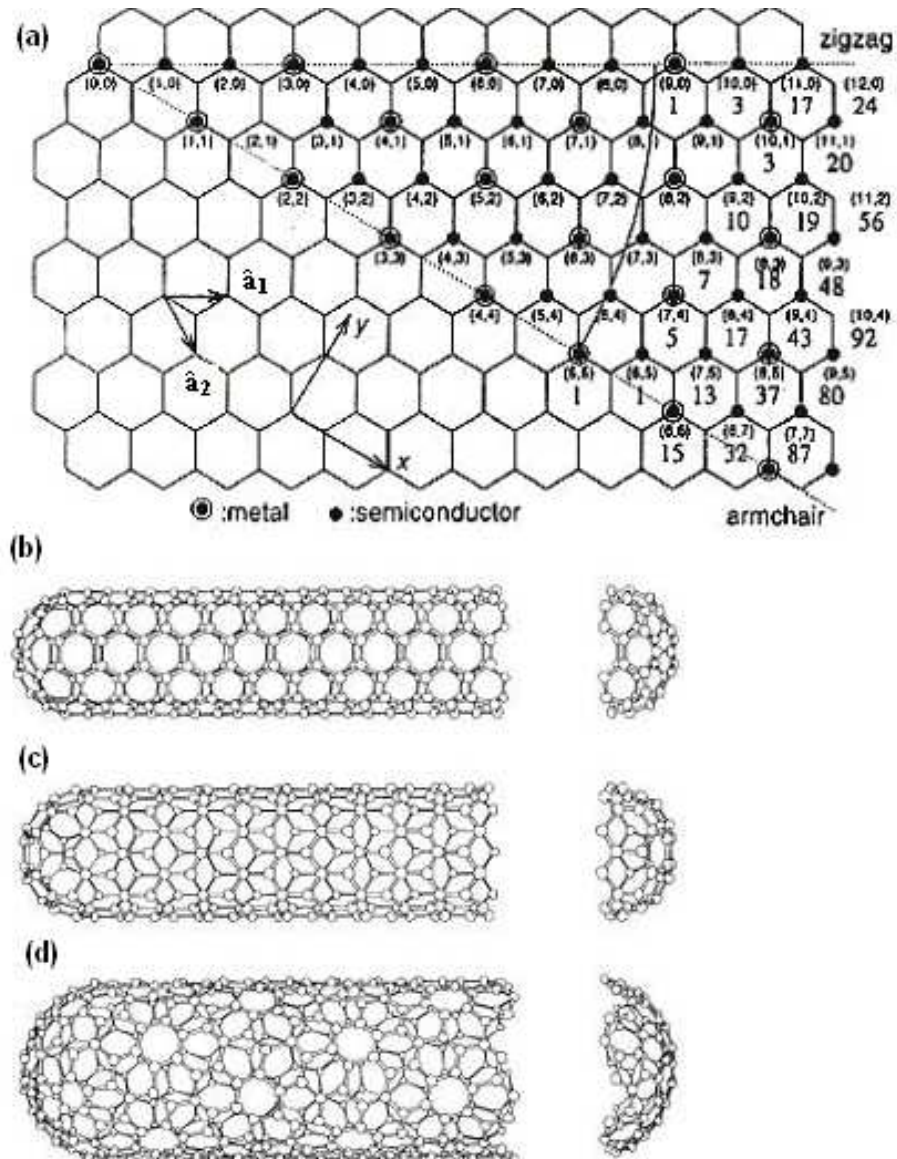 (a)
zigzag
(0,0) (1,0) (2,0) (3,0) (4,0) (5,0) (6,0) (7,0) (8,0) (9,0) (10,0) (11,0) (12,0)
1 3 17 24
(1,1) (2,1) (3,1) (4,1) (5,1) (6,1) (7,1) (8,1) (9,1) (10,1) (11,1)
3 20
(2,2) (3,2) (4,2) (5,2) (6,2) (7,2) (8,2) (9,2) (10,2) (11,2)
10 19 56
(3,3) (4,3) (5,3) (6,3) (7,3) (8,3) (9,3)
7 18 48
â1
(4,4) (5,4) (6,4) (7,4) (8,4) (9,4) (10,4)
5 17 43 92
y
â2
(5,5) (6,5) (7,5) (8,5) (9,5)
1 1 13 37 80
(6,6) (6,7) (7,7)
x
15 32 87
:metal :semiconductor armchair
(b)
(c)
(d)